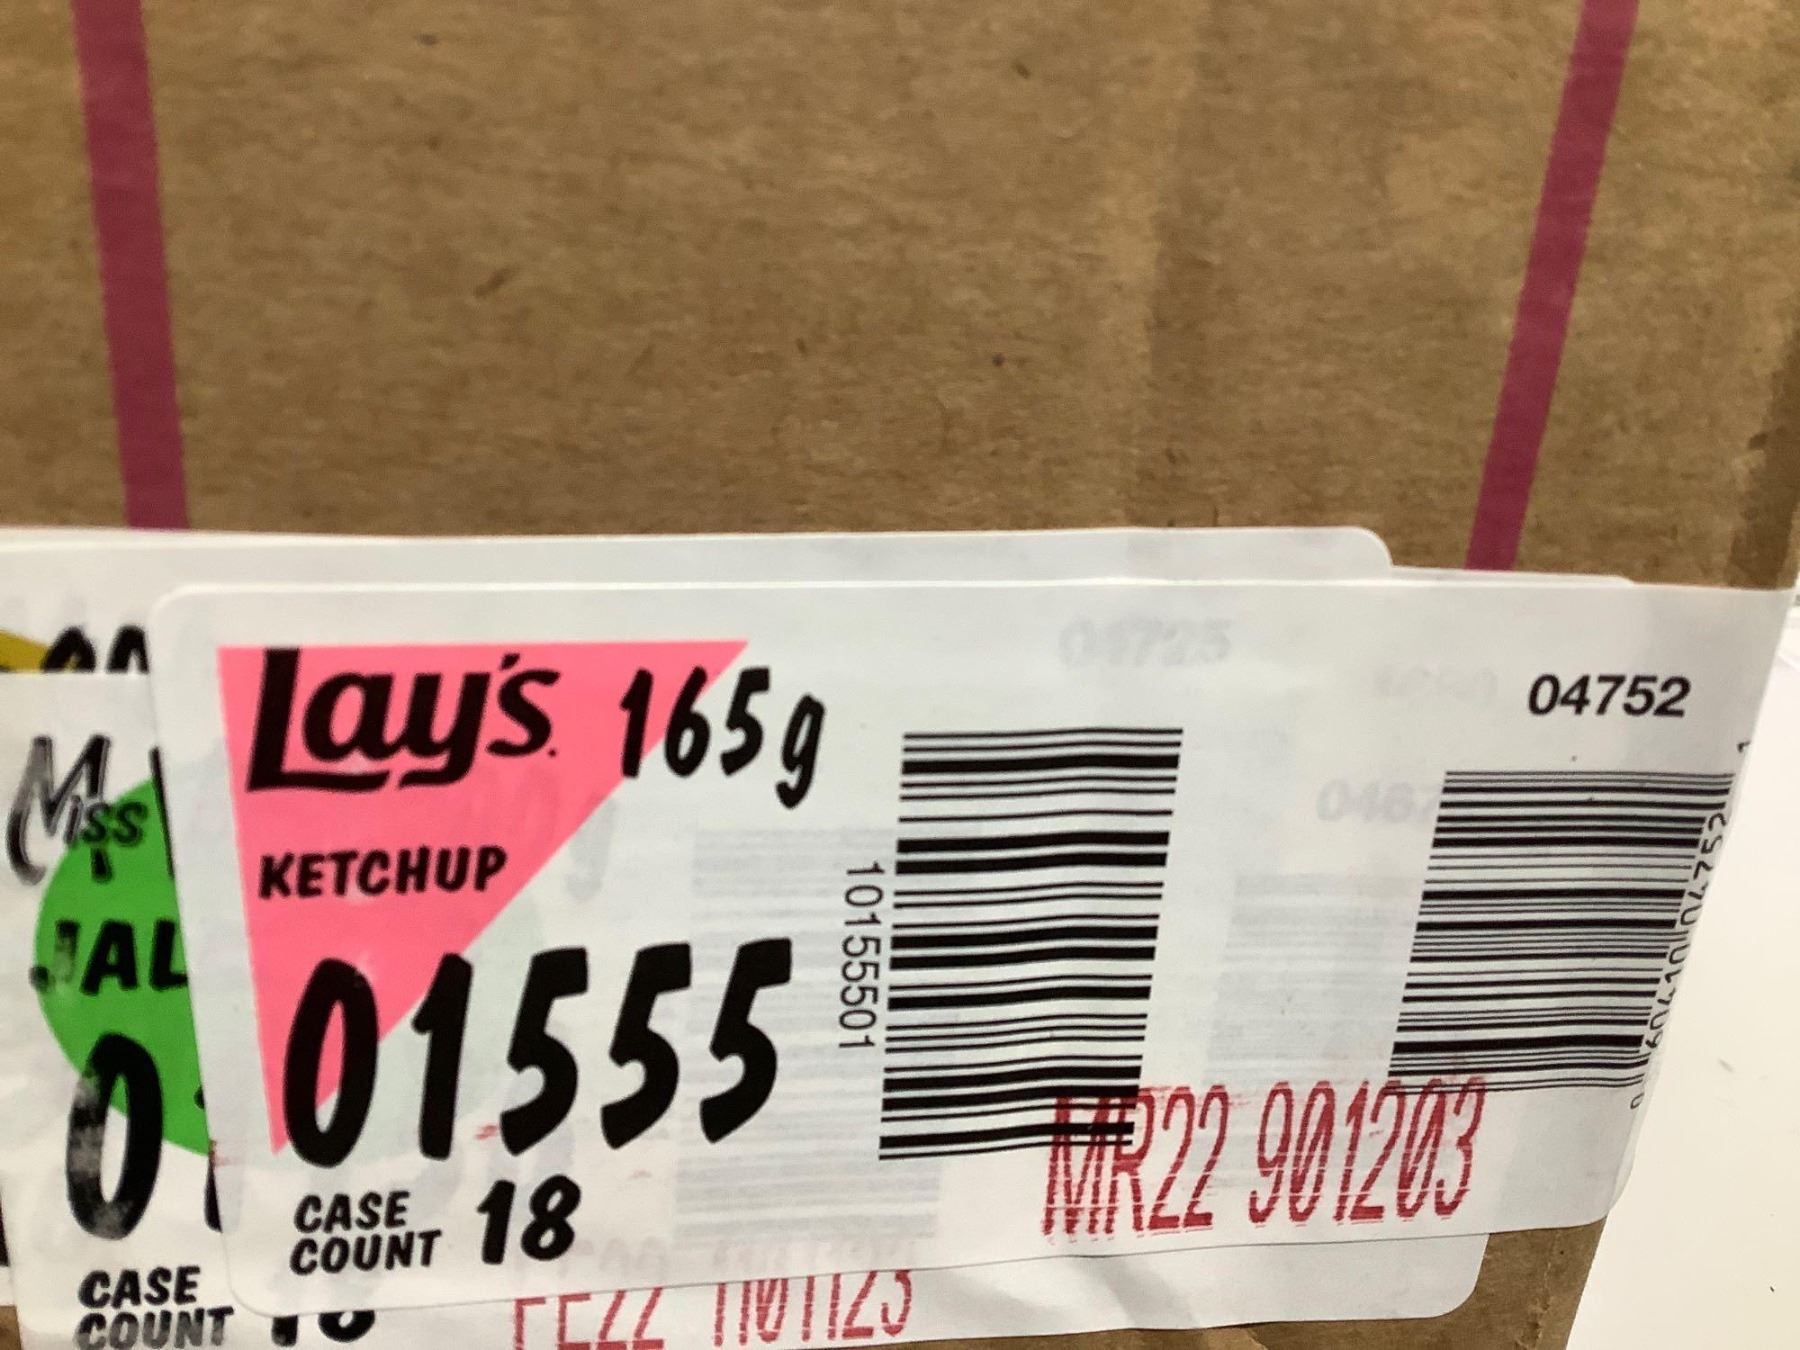 Lay's. 165g
KETCHUP
01555
CASE
COUNT 18
10155501
04752
MR22 901203
04725
Miss
CASE
COUNT